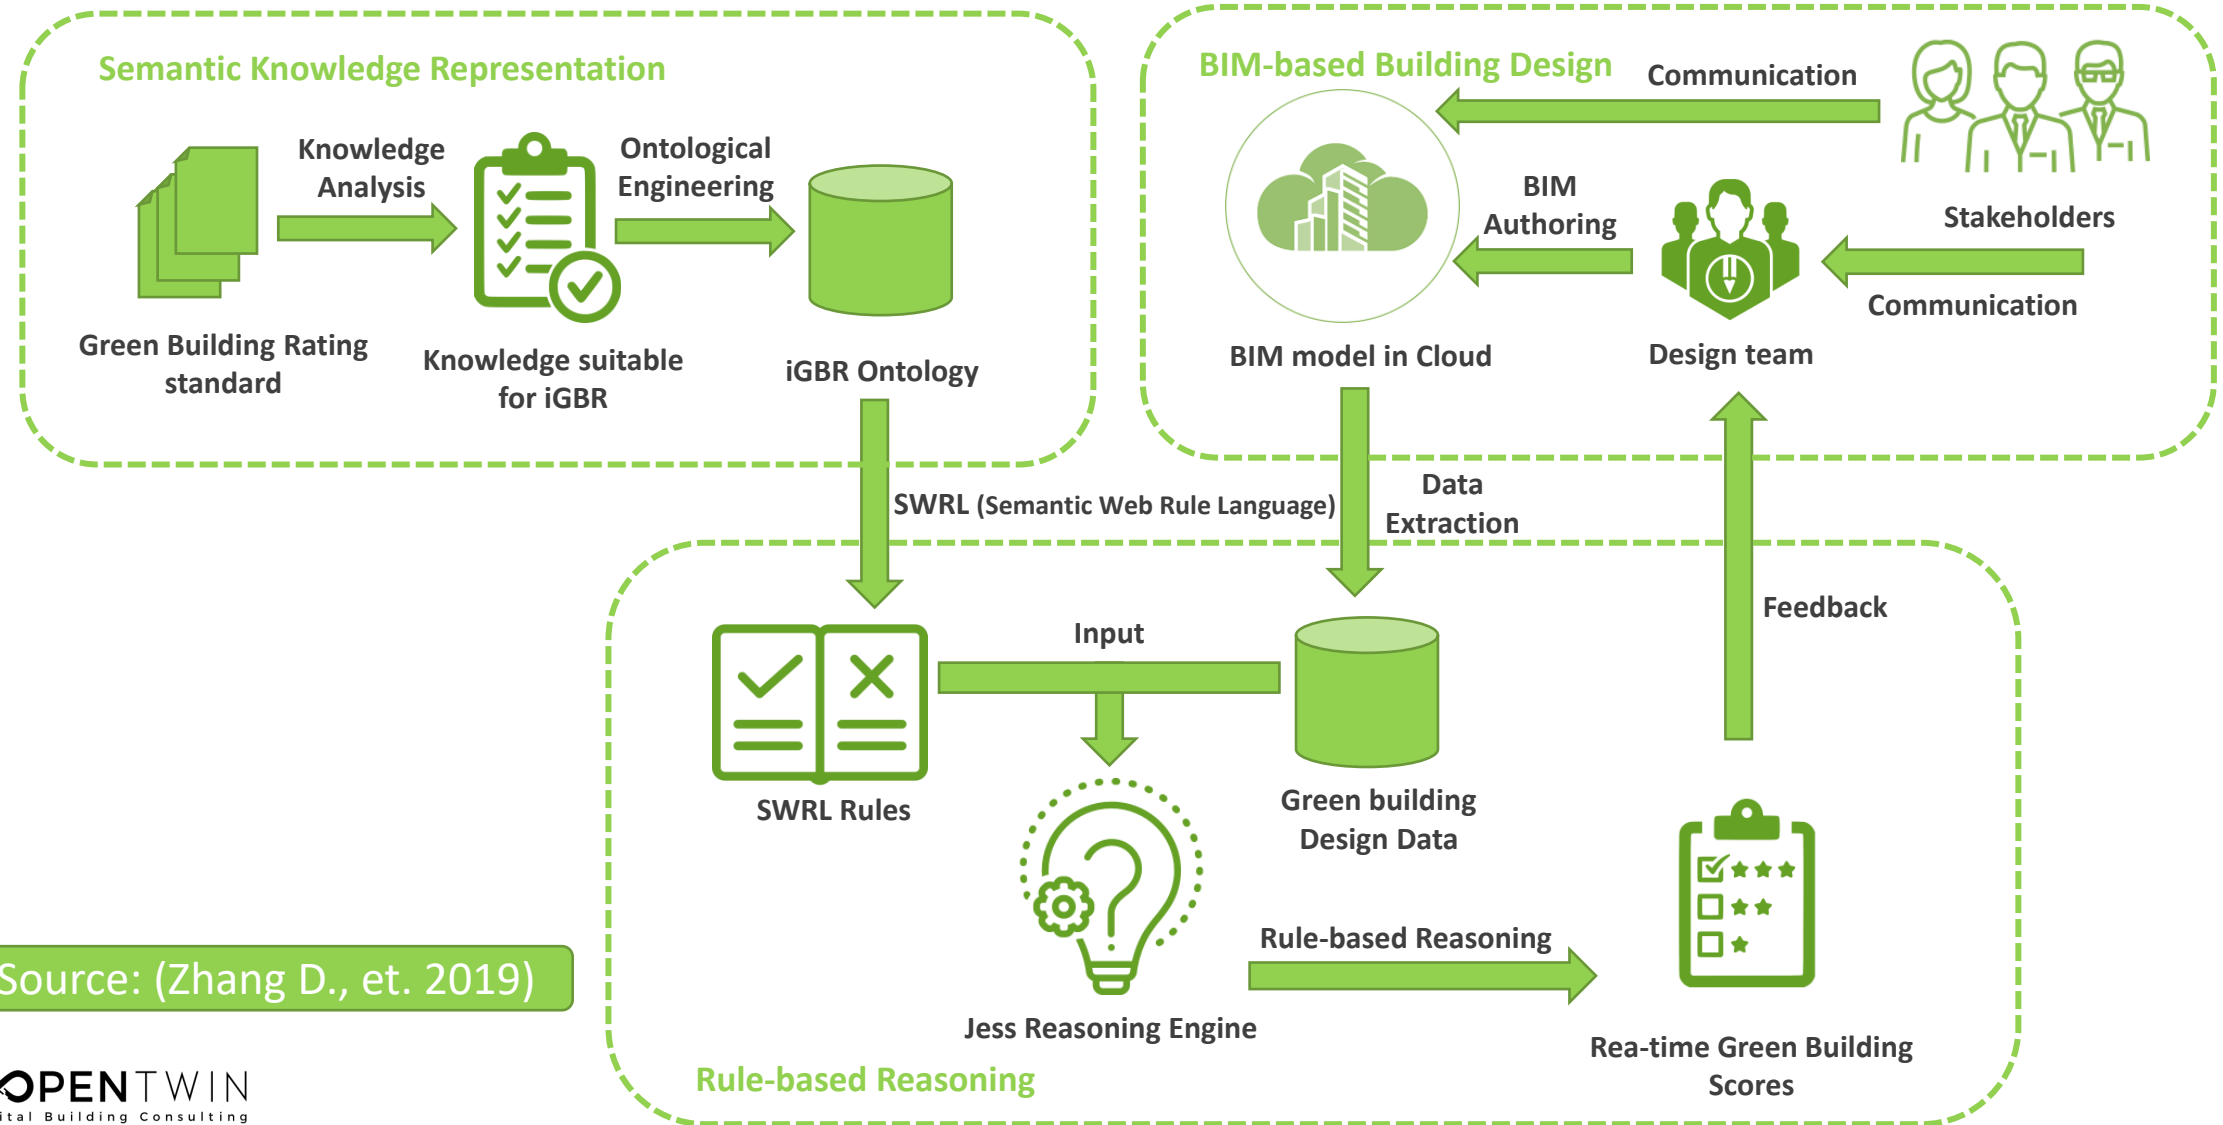 Semantic Knowledge Representation
Knowledge
Analysis
Ontological
Engineering
Green Building Rating
standard
Knowledge suitable
for iGBR
iGBR Ontology
BIM-based Building Design
Communication
BIM
Authoring
Stakeholders
Communication
BIM model in Cloud
Design team
SWRL (Semantic Web Rule Language)
Data
Extraction
Feedback
Input
SWRL Rules
Green building
Design Data
Rule-based Reasoning
Jess Reasoning Engine
Rea-time Green Building
Scores
Rule-based Reasoning
Source: (Zhang D., et. 2019)
OPENTWIN
ital Building Consulting